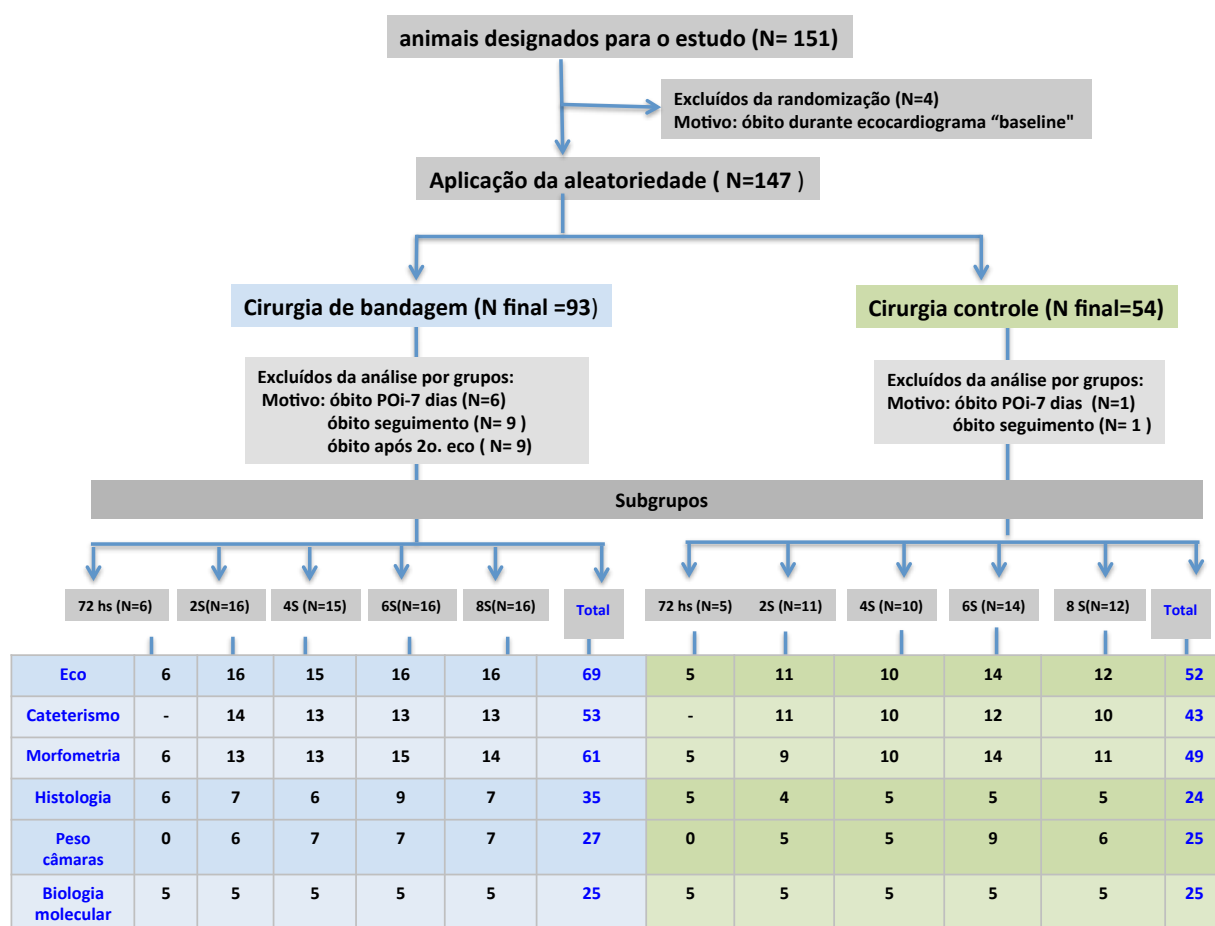 animais designados para o estudo (N= 151)
Excluídos da randomização (N=4)
Motivo: óbito durante ecocardiograma “baseline"
Aplicação da aleatoriedade ( N=147 )
Cirurgia de bandagem (N final =93)
Cirurgia controle (N final=54)
Excluídos da análise por grupos:
Motivo: óbito POi-7 dias (N=6)
óbito seguimento (N= 9 )
óbito após 2o. eco ( N= 9)
Excluídos da análise por grupos:
Motivo: óbito POi-7 dias (N=1)
óbito seguimento (N= 1 )
Subgrupos
72 hs (N=6) 2S(N=16) 4S (N=15) 6S(N=16) 8S(N=16) Total 72 hs (N=5) 2S (N=11) 4S (N=10) 6S (N=14) 8 S(N=12) Total
Eco 6 16 15 16 16 69 5 11 10 14 12 52
Cateterismo - 14 13 13 13 53 - 11 10 12 10 43
Morfometria 6 13 13 15 14 61 5 9 10 14 11 49
Histologia 6 7 6 9 7 35 5 4 5 5 5 24
Peso 0 6 7 7 7 27 0 5 5 9 6 25
câmaras
Biologia 5 5 5 5 5 25 5 5 5 5 5 25
molecular